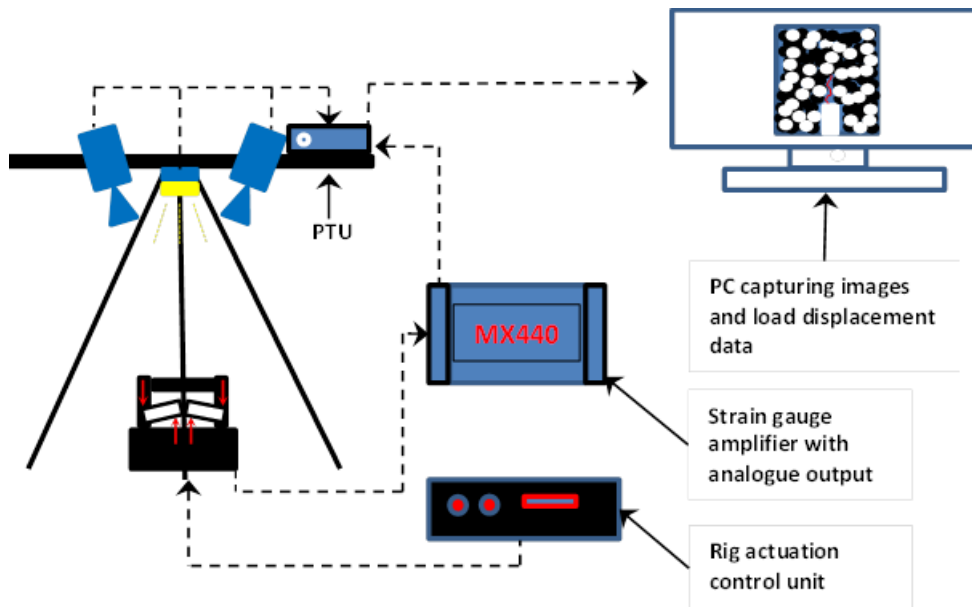 PTU
MX440
PC capturing images
and load displacement
data
Strain gauge
amplifier with
analogue output
Rig actuation
control unit